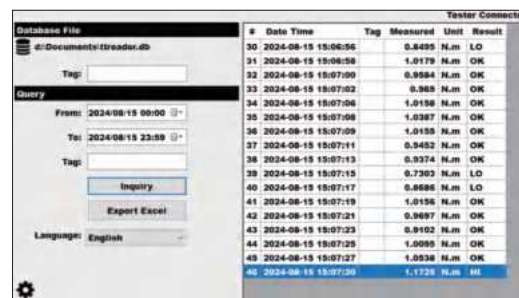 Tester Connecto
Database File
d:\Documents\ttreader.db
Tag:
Query
From: 2024/08/15 00:00
To: 2024/08/15 23:59
Tag:
Inquiry
Export Excel
Language: English
# Date Time Tag Measured Unit Result
30 2024-08-15 15:06:56 0.8495 N.m LO
31 2024-08-15 15:06:58 1.0179 N.m OK
32 2024-08-15 15:07:00 0.9584 N.m OK
33 2024-08-15 15:07:02 0.965 N.m OK
34 2024-08-15 15:07:06 1.0158 N.m OK
35 2024-08-15 15:07:08 1.0387 N.m OK
36 2024-08-15 15:07:09 1.0155 N.m OK
37 2024-08-15 15:07:11 0.9452 N.m OK
38 2024-08-15 15:07:13 0.9374 N.m OK
39 2024-08-15 15:07:15 0.7303 N.m LO
40 2024-08-15 15:07:17 0.8686 N.m LO
41 2024-08-15 15:07:19 1.0156 N.m OK
42 2024-08-15 15:07:21 0.9697 N.m OK
43 2024-08-15 15:07:23 0.9102 N.m OK
44 2024-08-15 15:07:25 1.0095 N.m OK
45 2024-08-15 15:07:27 1.0538 N.m OK
46 2024-08-15 15:07:30 1.1725 N.m HI